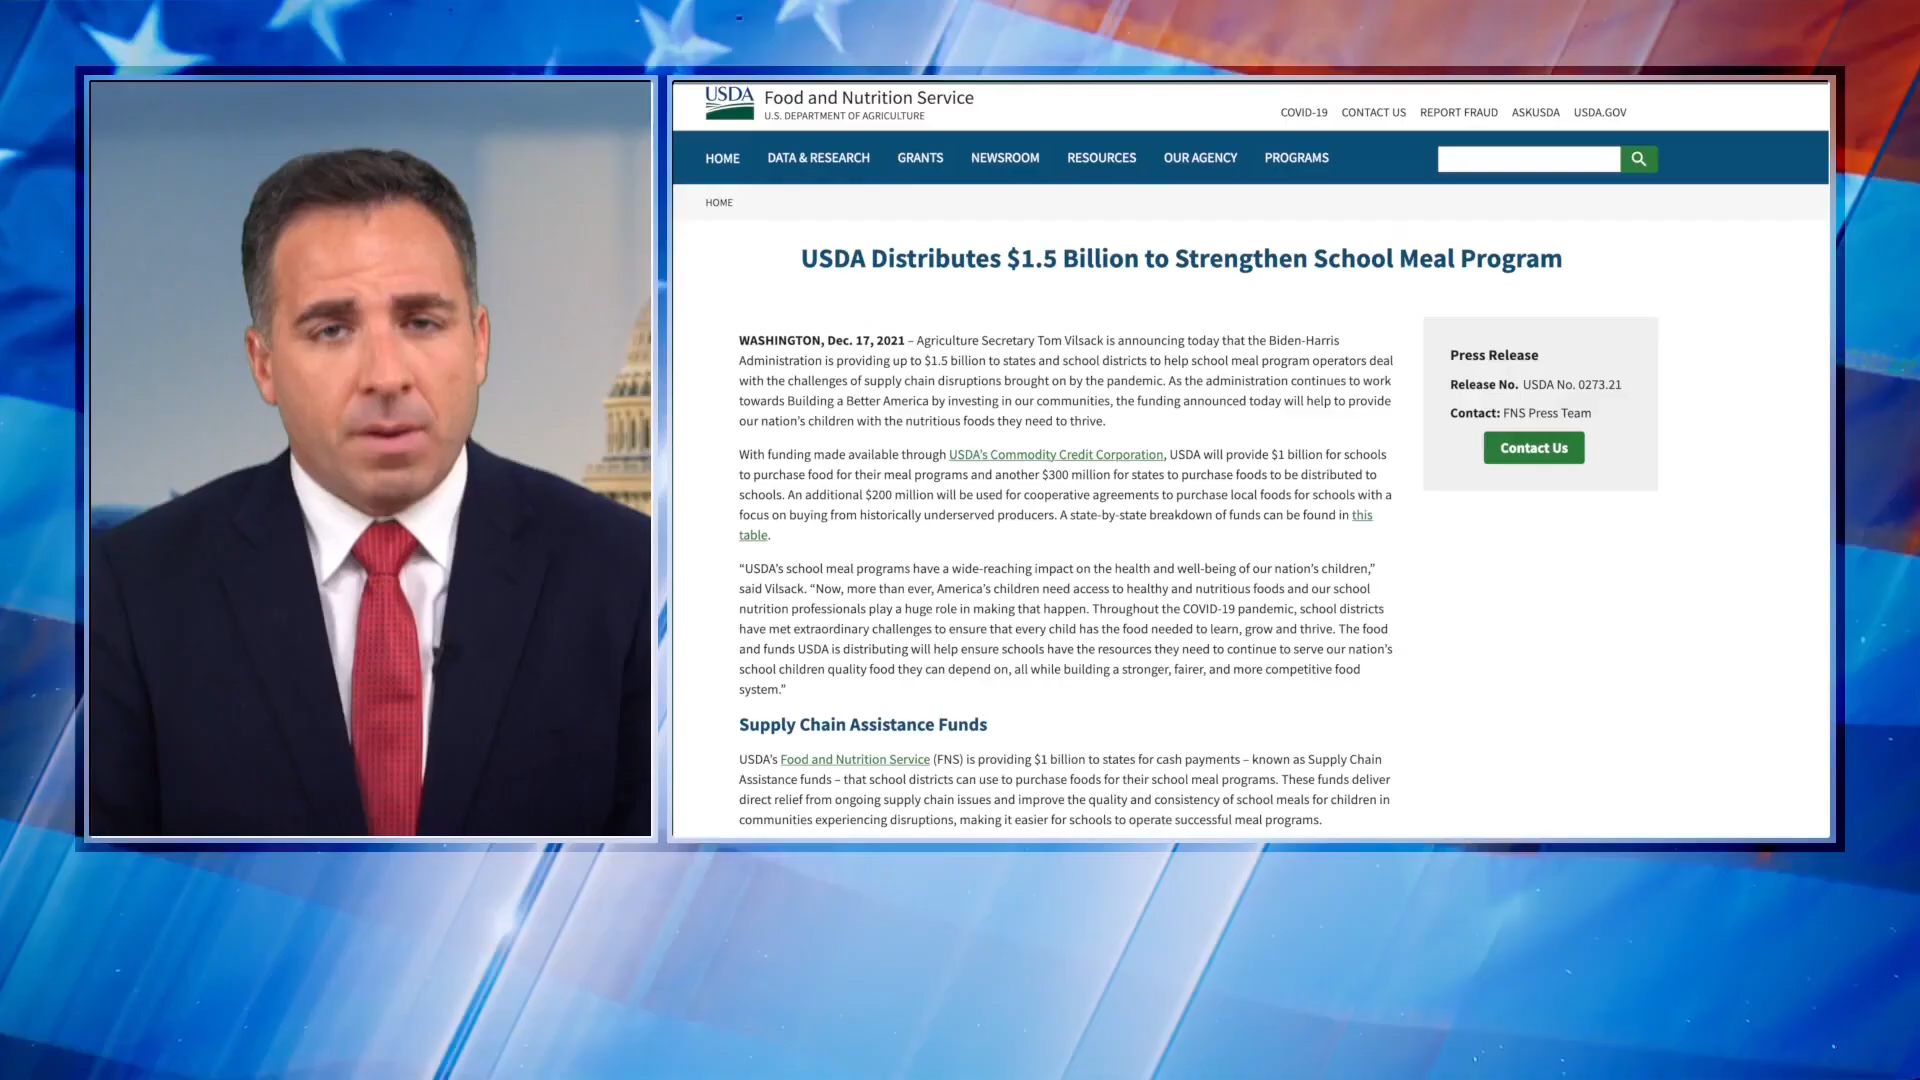 USDA
Food and Nutrition Service
U.S. DEPARTMENT OF AGRICULTURE
COVID-19 CONTACT US REPORT FRAUD ASKUSDA USDA.GOV
HOME DATA & RESEARCH GRANTS NEWSROOM RESOURCES OUR AGENCY PROGRAMS
HOME
USDA Distributes $1.5 Billion to Strengthen School Meal Program
WASHINGTON, Dec. 17, 2021 – Agriculture Secretary Tom Vilsack is announcing today that the Biden-Harris
Administration is providing up to $1.5 billion to states and school districts to help school meal program operators deal
with the challenges of supply chain disruptions brought on by the pandemic. As the administration continues to work
towards Building a Better America by investing in our communities, the funding announced today will help to provide
our nation’s children with the nutritious foods they need to thrive.
With funding made available through USDA’s Commodity Credit Corporation, USDA will provide $1 billion for schools
to purchase food for their meal programs and another $300 million for states to purchase foods to be distributed to
schools. An additional $200 million will be used for cooperative agreements to purchase local foods for schools with a
focus on buying from historically underserved producers. A state-by-state breakdown of funds can be found in this
table.
“USDA’s school meal programs have a wide-reaching impact on the health and well-being of our nation’s children,”
said Vilsack. “Now, more than ever, America’s children need access to healthy and nutritious foods and our school
nutrition professionals play a huge role in making that happen. Throughout the COVID-19 pandemic, school districts
have met extraordinary challenges to ensure that every child has the food needed to learn, grow and thrive. The food
and funds USDA is distributing will help ensure schools have the resources they need to continue to serve our nation’s
school children quality food they can depend on, all while building a stronger, fairer, and more competitive food
system.”
Supply Chain Assistance Funds
USDA’s Food and Nutrition Service (FNS) is providing $1 billion to states for cash payments – known as Supply Chain
Assistance funds – that school districts can use to purchase foods for their school meal programs. These funds deliver
direct relief from ongoing supply chain issues and improve the quality and consistency of school meals for children in
communities experiencing disruptions, making it easier for schools to operate successful meal programs.
Press Release
Release No. USDA No. 0273.21
Contact: FNS Press Team
Contact Us